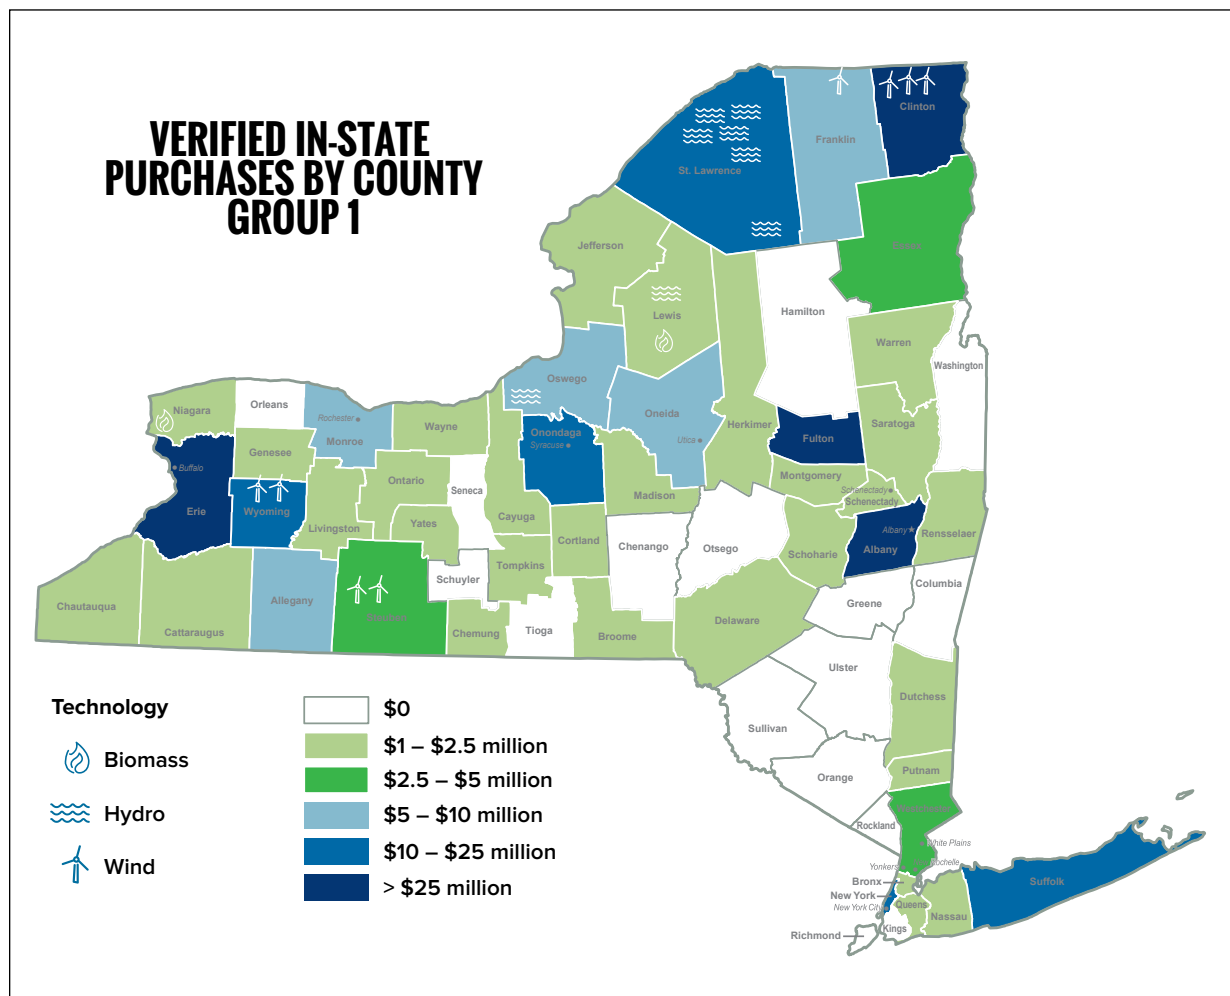 VERIFIED IN-STATE
PURCHASES BY COUNTY
GROUP 1
Clinton
Franklin
St. Lawrence
Essex
Jefferson
Lewis
Hamilton
Warren
Washington
Oswego
Oneida
Utica
Herkimer
Fulton
Saratoga
Niagara
Orleans
Rochester
Monroe
Wayne
Onondaga
Syracuse
Genesee
Buffalo
Erie
Wyoming
Livingston
Ontario
Seneca
Yates
Cayuga
Madison
Montgomery
Schenectady
Schenectady
Cortland
Chenango
Otsego
Schoharie
Albany
Albany
Rensselaer
Chautauqua
Cattaraugus
Allegany
Steuben
Schuyler
Tompkins
Chemung
Tioga
Broome
Delaware
Greene
Columbia
Ulster
Sullivan
Dutchess
Orange
Putnam
Rockland
Westchester
White Plains
Yonkers
Bronx
New York
New York City
Queens
Kings
Richmond
Nassau
Suffolk
Technology
Biomass
Hydro
Wind
$0
$1 – $2.5 million
$2.5 – $5 million
$5 – $10 million
$10 – $25 million
> $25 million